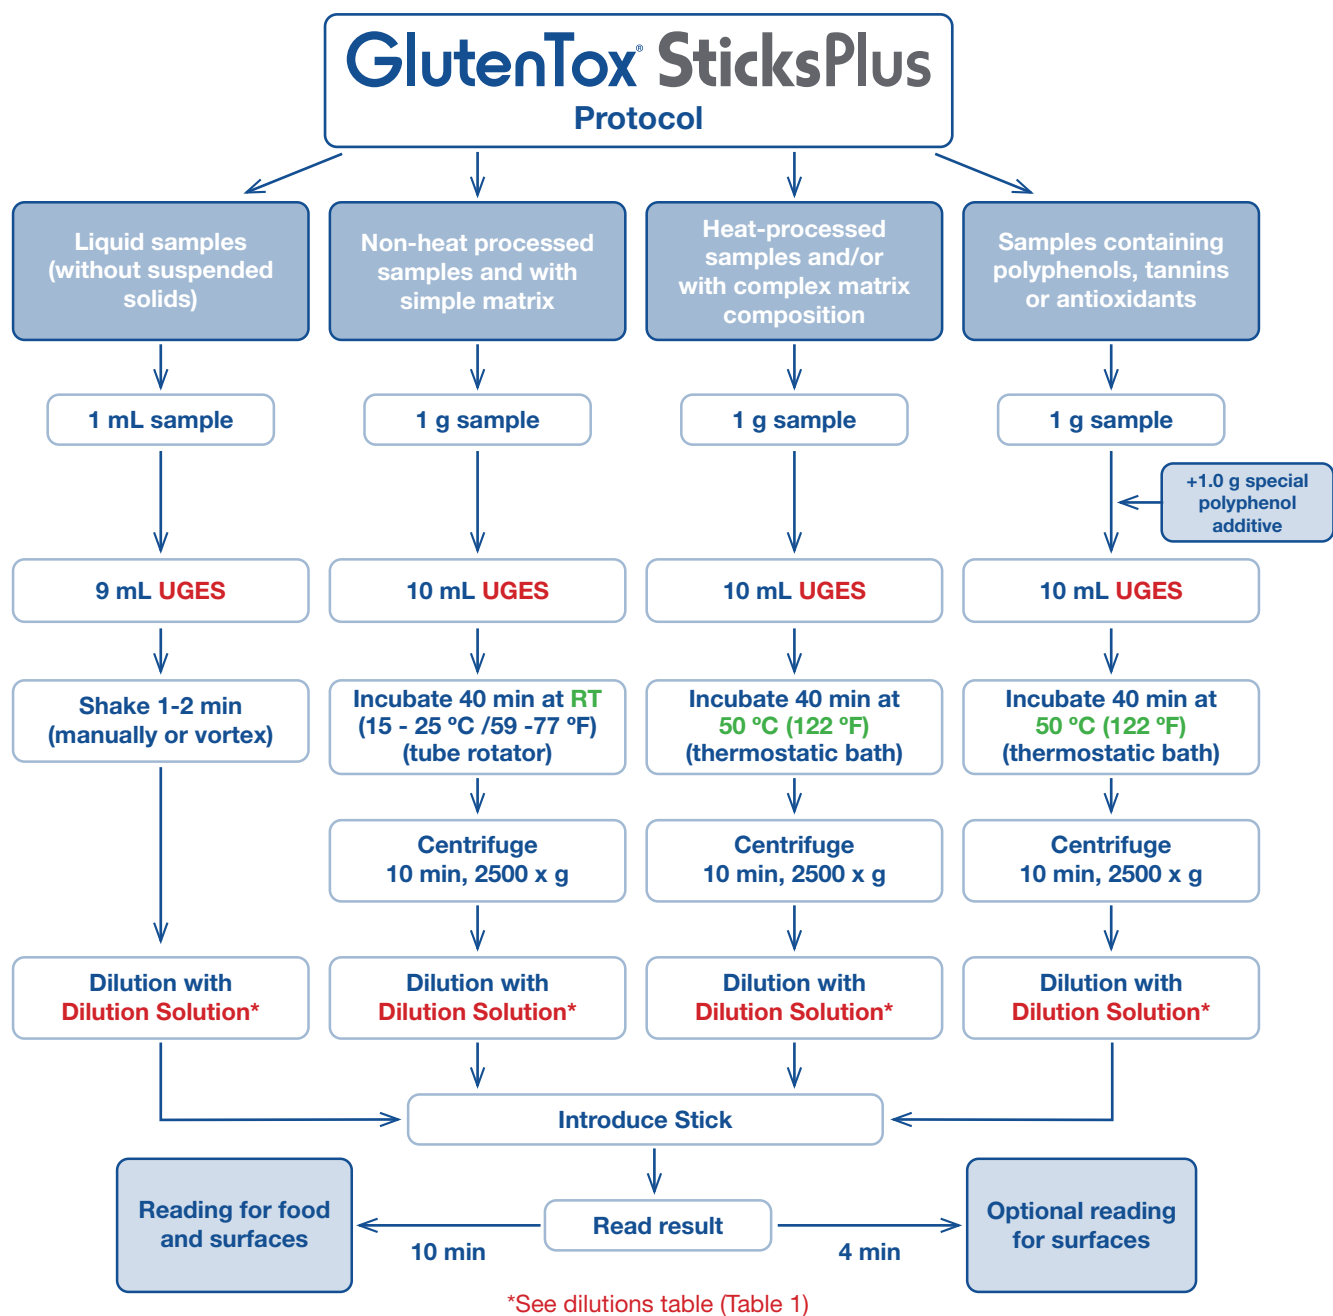 GlutenTox® SticksPlus
Protocol
Liquid samples
(without suspended
solids)
Non-heat processed
samples and with
simple matrix
Heat-processed
samples and/or
with complex matrix
composition
Samples containing
polyphenols, tannins
or antioxidants
1 mL sample
1 g sample
1 g sample
1 g sample
+1.0 g special
polyphenol
additive
9 mL UGES
10 mL UGES
10 mL UGES
10 mL UGES
Shake 1-2 min
(manually or vortex)
Incubate 40 min at RT
(15 - 25 ºC /59 -77 ºF)
(tube rotator)
Incubate 40 min at
50 ºC (122 ºF)
(thermostatic bath)
Incubate 40 min at
50 ºC (122 ºF)
(thermostatic bath)
Centrifuge
10 min, 2500 x g
Centrifuge
10 min, 2500 x g
Centrifuge
10 min, 2500 x g
Dilution with
Dilution Solution*
Dilution with
Dilution Solution*
Dilution with
Dilution Solution*
Dilution with
Dilution Solution*
Introduce Stick
Reading for food
and surfaces
10 min
Read result
4 min
Optional reading
for surfaces
*See dilutions table (Table 1)